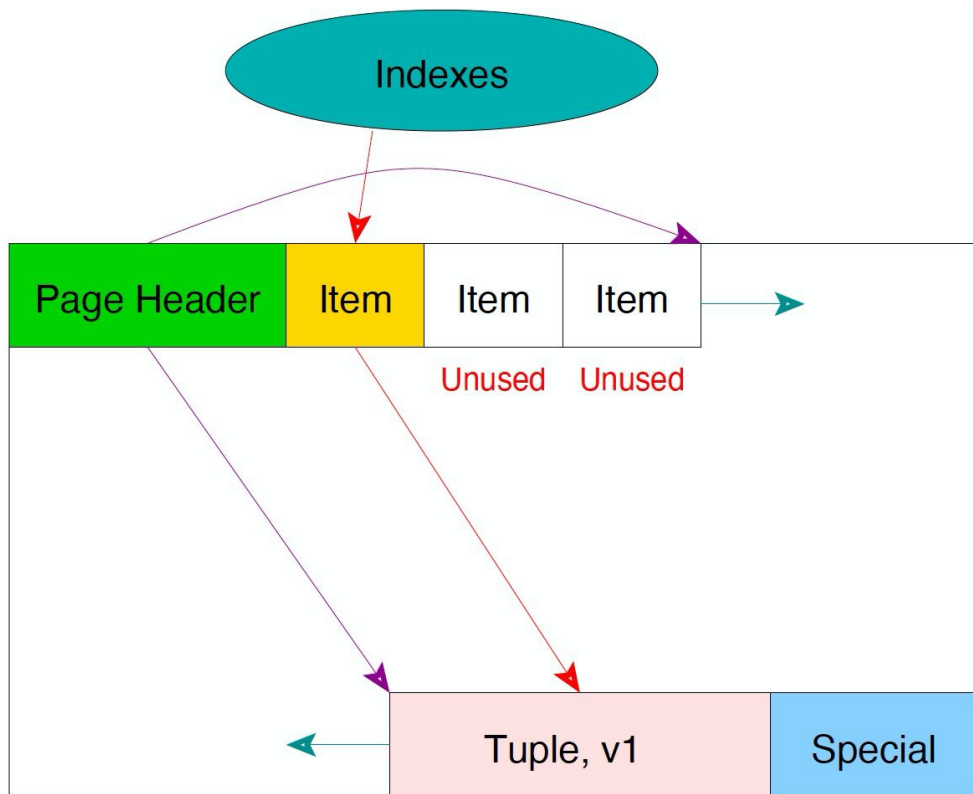 Indexes
Page Header Item Item Item
Unused Unused
Tuple, v1 Special